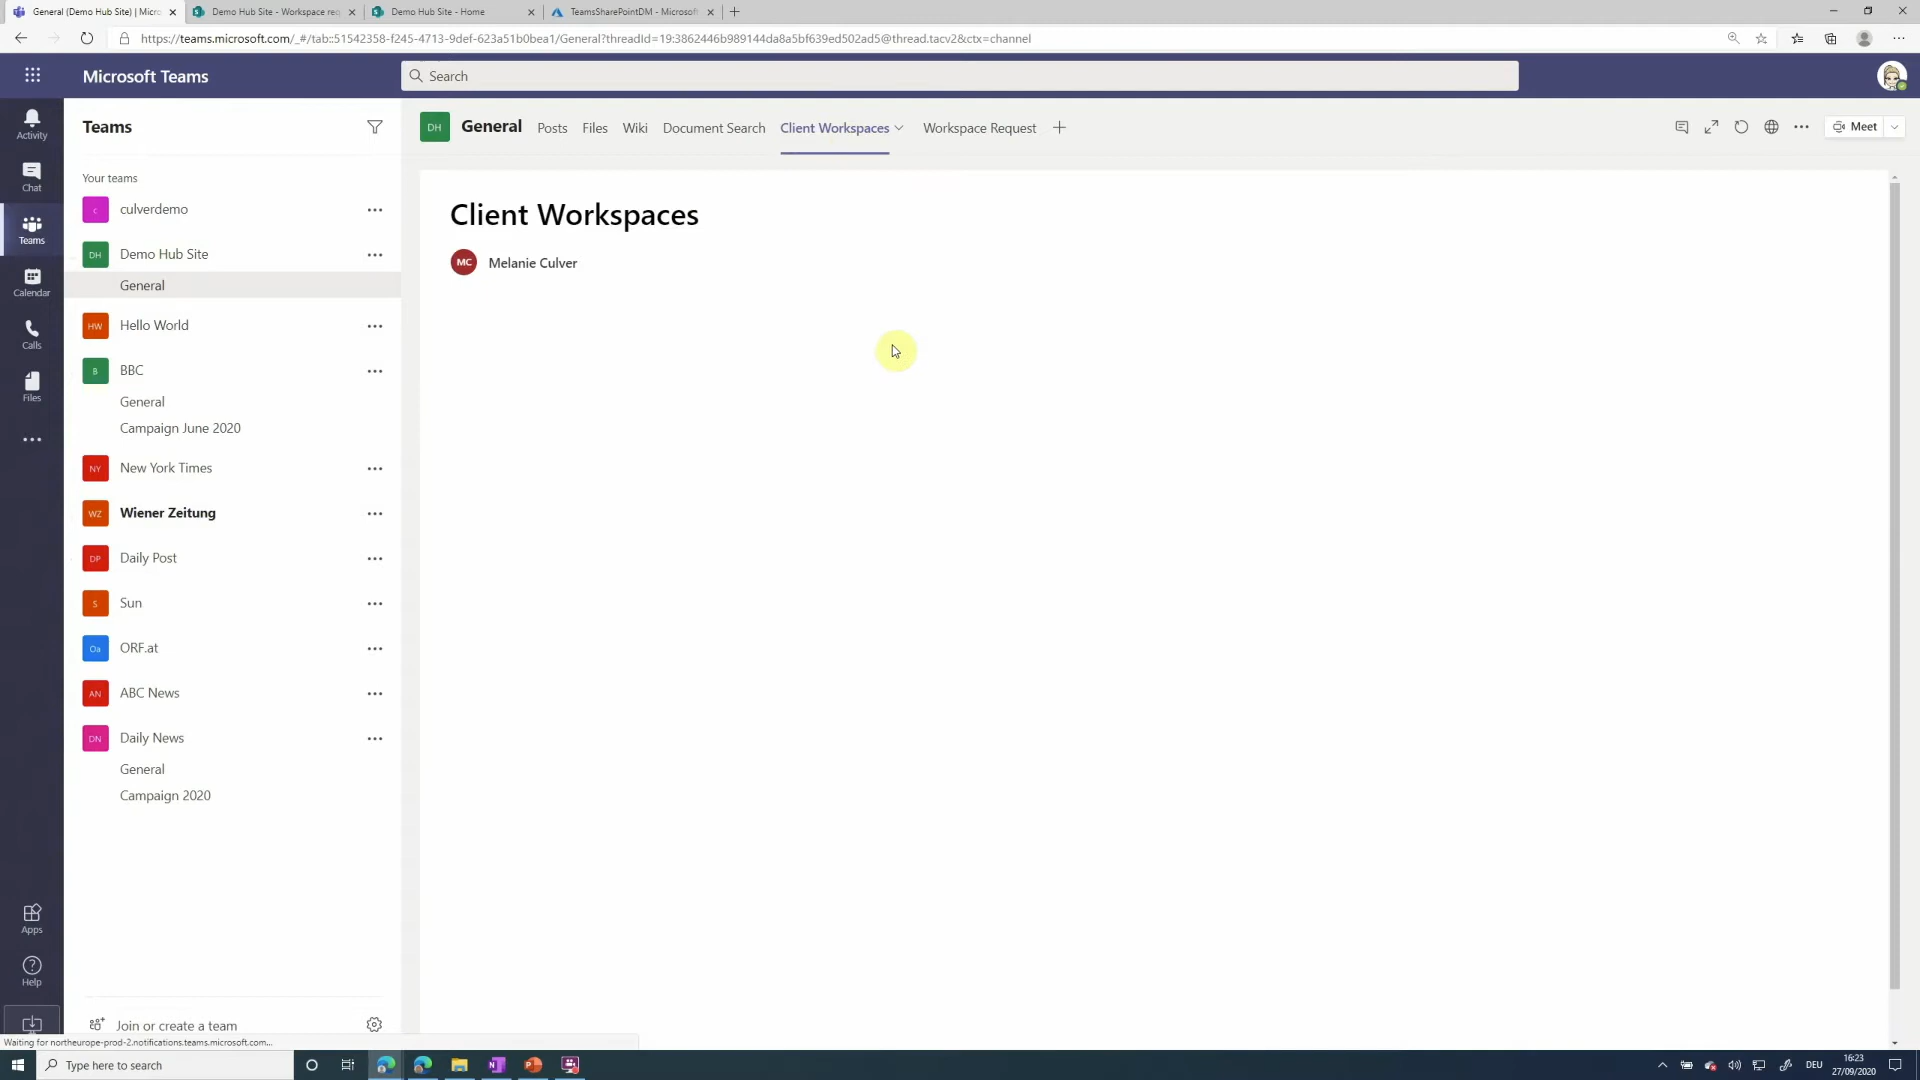 General (Demo Hub Site) | Micro
Demo Hub Site - Workspace req
Demo Hub Site - Home
TeamsSharePointDM - Microsoft
https://teams.microsoft.com/_#/tab::51542358-f245-4713-9def-623a51b0bea1/General?threadId=19:3862446b989144da8a5bf639ed502ad5@thread.tacv2&ctx=channel
Microsoft Teams
Search
Activity
Chat
Teams
Calendar
Calls
Files
Apps
Help
Teams
Your teams
c culverdemo
DH Demo Hub Site
General
HW Hello World
B BBC
General
Campaign June 2020
NY New York Times
WZ Wiener Zeitung
DP Daily Post
S Sun
Oa ORF.at
AN ABC News
DN Daily News
General
Campaign 2020
Join or create a team
DH General Posts Files Wiki Document Search Client Workspaces Workspace Request
Meet
Client Workspaces
MC Melanie Culver
Waiting for northeurope-prod-2.notifications.teams.microsoft.com...
Type here to search
DEU
16:23
27/09/2020